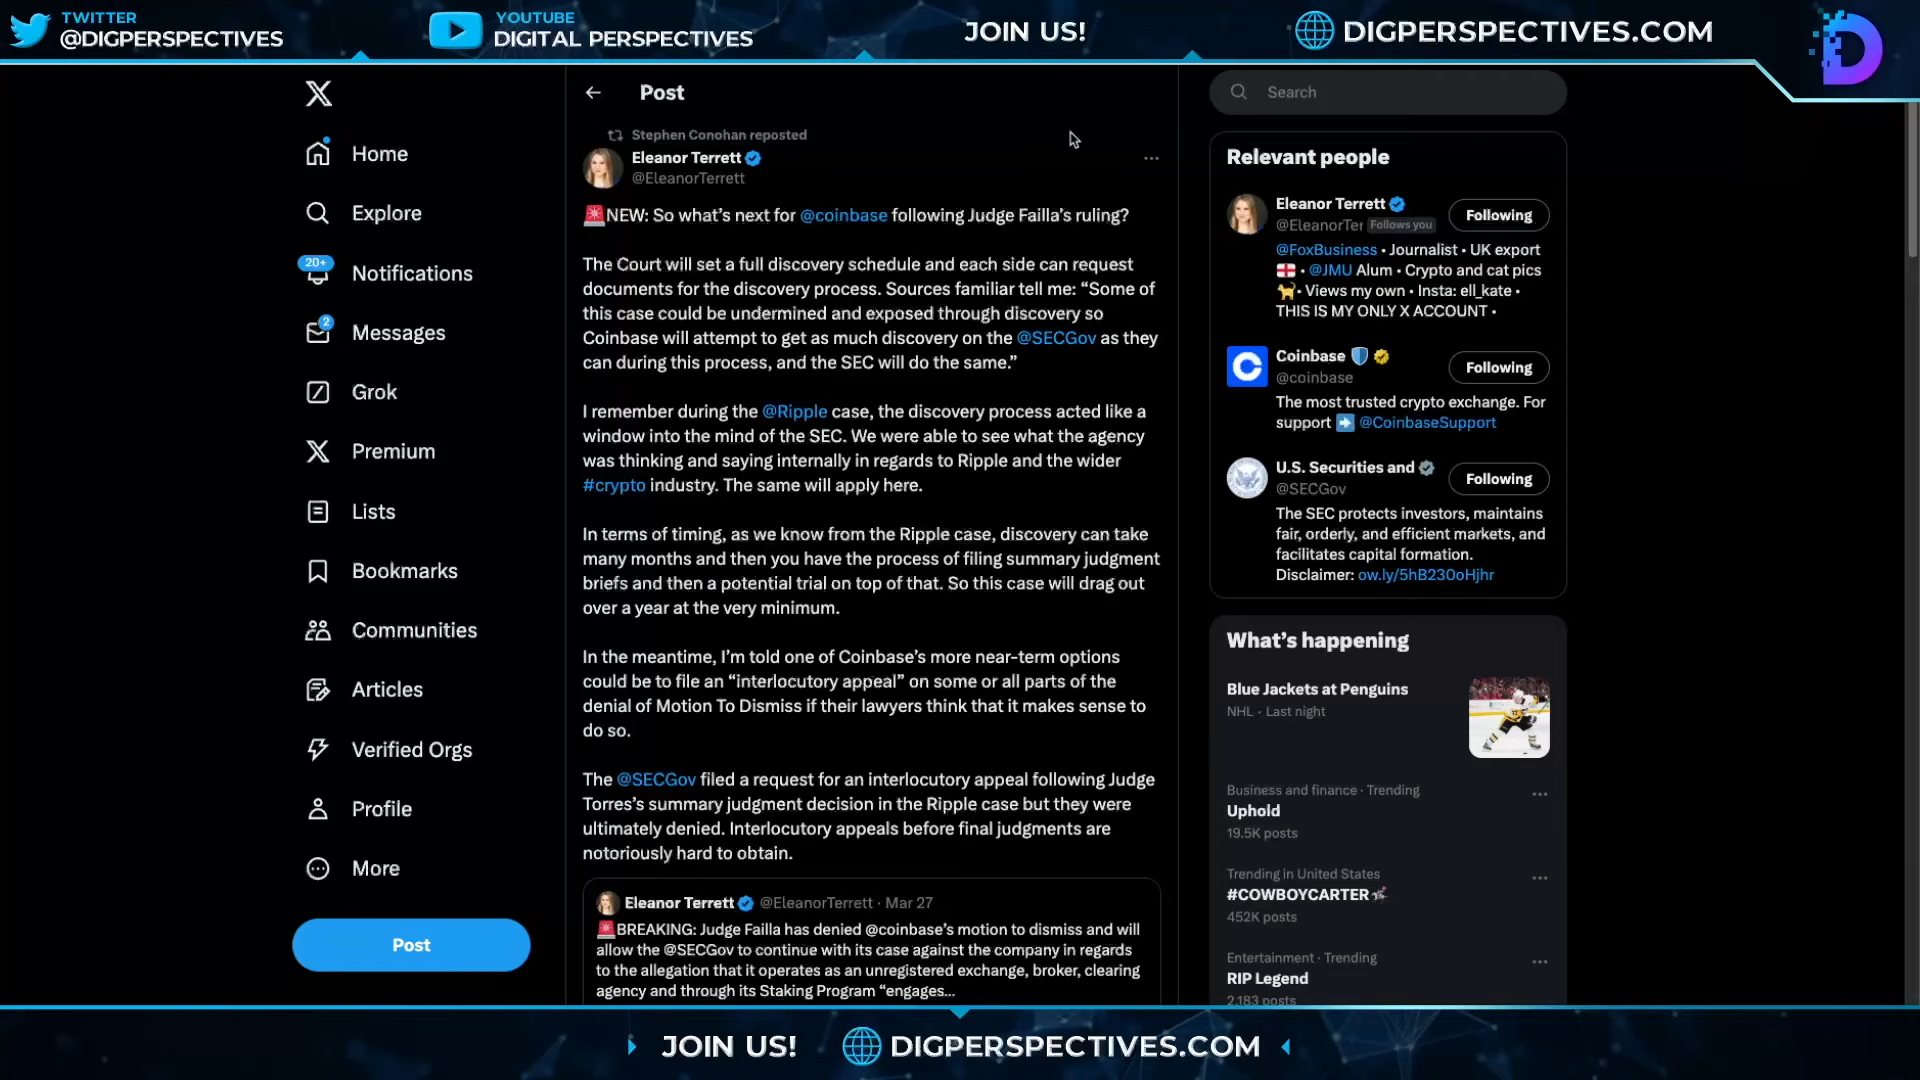 TWITTER
@DIGPERSPECTIVES
YOUTUBE
DIGITAL PERSPECTIVES
JOIN US!
DIGPERSPECTIVES.COM
Home
Explore
20+
Notifications
2
Messages
Grok
Premium
Lists
Bookmarks
Communities
Articles
Verified Orgs
Profile
More
Post
Post
Stephen Conohan reposted
Eleanor Terrett
@EleanorTerrett
NEW: So what’s next for @coinbase following Judge Failla’s ruling?
The Court will set a full discovery schedule and each side can request
documents for the discovery process. Sources familiar tell me: “Some of
this case could be undermined and exposed through discovery so
Coinbase will attempt to get as much discovery on the @SECGov as they
can during this process, and the SEC will do the same.”
I remember during the @Ripple case, the discovery process acted like a
window into the mind of the SEC. We were able to see what the agency
was thinking and saying internally in regards to Ripple and the wider
#crypto industry. The same will apply here.
In terms of timing, as we know from the Ripple case, discovery can take
many months and then you have the process of filing summary judgment
briefs and then a potential trial on top of that. So this case will drag out
over a year at the very minimum.
In the meantime, I’m told one of Coinbase’s more near-term options
could be to file an “interlocutory appeal” on some or all parts of the
denial of Motion To Dismiss if their lawyers think that it makes sense to
do so.
The @SECGov filed a request for an interlocutory appeal following Judge
Torres’s summary judgment decision in the Ripple case but they were
ultimately denied. Interlocutory appeals before final judgments are
notoriously hard to obtain.
Eleanor Terrett @EleanorTerrett · Mar 27
BREAKING: Judge Failla has denied @coinbase’s motion to dismiss and will
allow the @SECGov to continue with its case against the company in regards
to the allegation that it operates as an unregistered exchange, broker, clearing
agency and through its Staking Program “engages...
Search
Relevant people
Eleanor Terrett
@EleanorTer Follows you
Following
@FoxBusiness • Journalist • UK export
• @JMU Alum • Crypto and cat pics
• Views my own • Insta: ell_kate •
THIS IS MY ONLY X ACCOUNT •
Coinbase
@coinbase
Following
The most trusted crypto exchange. For
support @CoinbaseSupport
U.S. Securities and
@SECGov
Following
The SEC protects investors, maintains
fair, orderly, and efficient markets, and
facilitates capital formation.
Disclaimer: ow.ly/5hB230oHjhr
What’s happening
Blue Jackets at Penguins
NHL · Last night
Business and finance · Trending
Uphold
19.5K posts
Trending in United States
#COWBOYCARTER
452K posts
Entertainment · Trending
RIP Legend
2,183 posts
JOIN US!
DIGPERSPECTIVES.COM